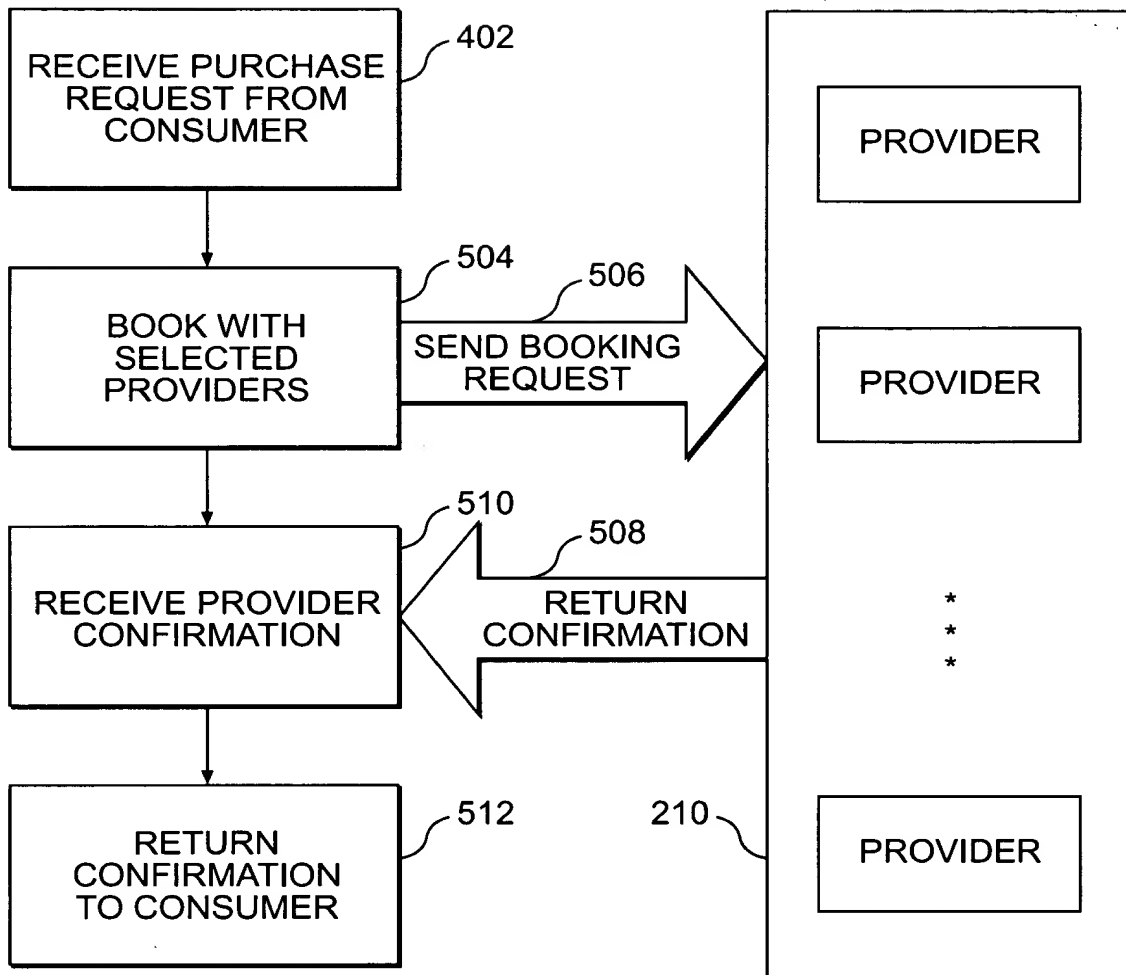 402
RECEIVE PURCHASE
REQUEST FROM
CONSUMER
PROVIDER
504
BOOK WITH
SELECTED
PROVIDERS
506
SEND BOOKING
REQUEST
PROVIDER
510
RECEIVE PROVIDER
CONFIRMATION
508
RETURN
CONFIRMATION
*
*
*
512
RETURN
CONFIRMATION
TO CONSUMER
210
PROVIDER